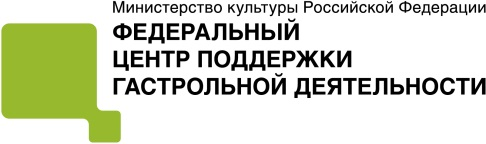 Министерство культуры Российской Федерации
ФЕДЕРАЛЬНЫЙ
ЦЕНТР ПОДДЕРЖКИ
ГАСТРОЛЬНОЙ ДЕЯТЕЛЬНОСТИ